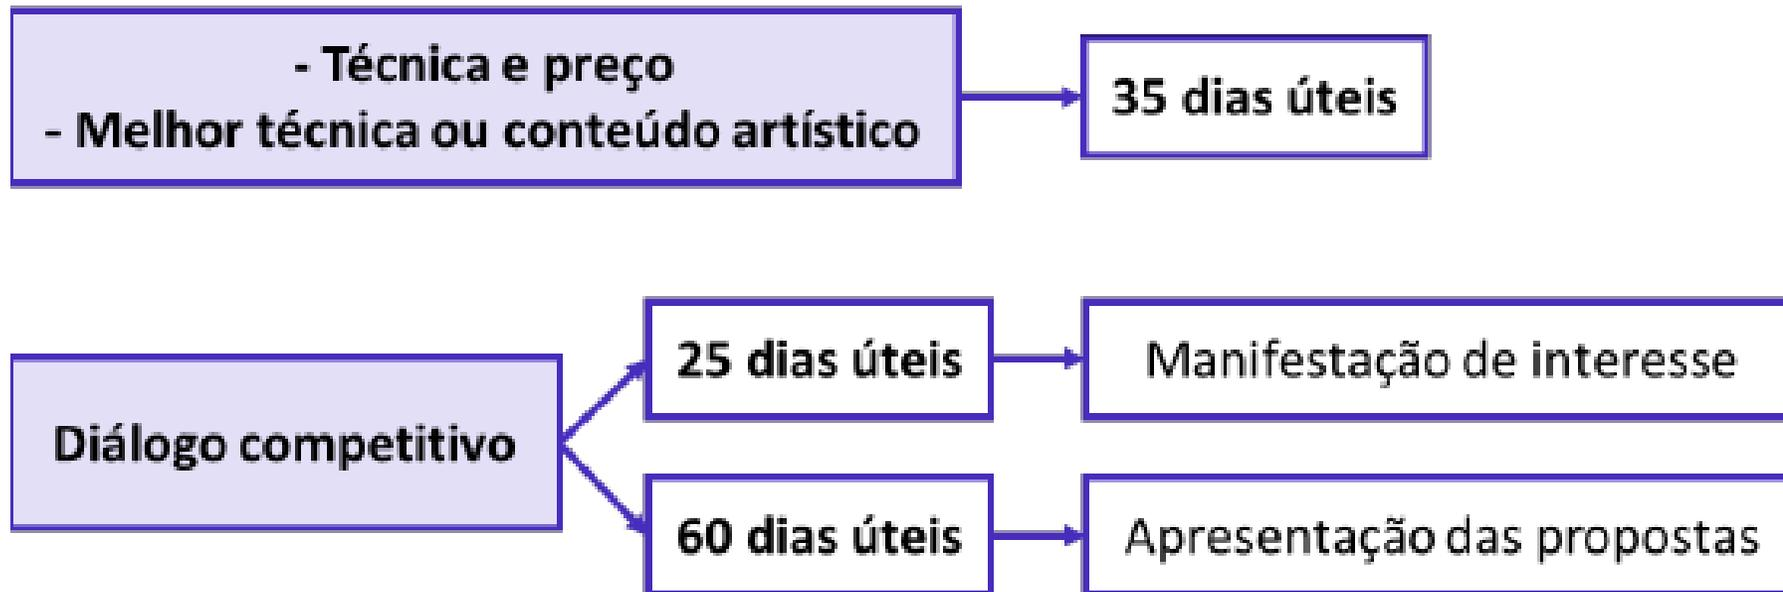 - Técnica e preço
- Melhor técnica ou conteúdo artístico
35 dias úteis
Diálogo competitivo
25 dias úteis
Manifestação de interesse
60 dias úteis
Apresentação das propostas